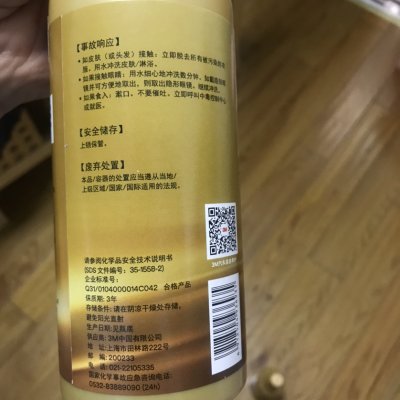 【事故响应】
• 如皮肤（或头发）接触：立即脱去所有被污染的衣
服。用水冲洗皮肤/淋浴。
• 如果接触眼睛：用水细心地冲洗数分钟。如戴隐形眼
镜并可方便地取出，则取出隐形眼镜，继续冲洗。
• 如果食入：漱口。不要催吐。立即呼叫中毒控制中心
或就医。
【安全储存】
上锁保管。
【废弃处置】
本品/容器的处置应当遵从当地/
上级区域/国家/国际适用的法规。
3M
请参阅化学品安全技术说明书
(SDS文件编号：35-1558-2)
企业标准：
Q31/0104000014C042 合格产品
保质期：3年
存储条件：请在阴凉干燥处存储。
避免阳光直射
生产日期：见瓶底
供应商：3M中国有限公司
地 址：上海市田林路222号
邮 编：200233
电 话：021-22105335
国家化学事故应急咨询电话：
0532-83889090 (24h)